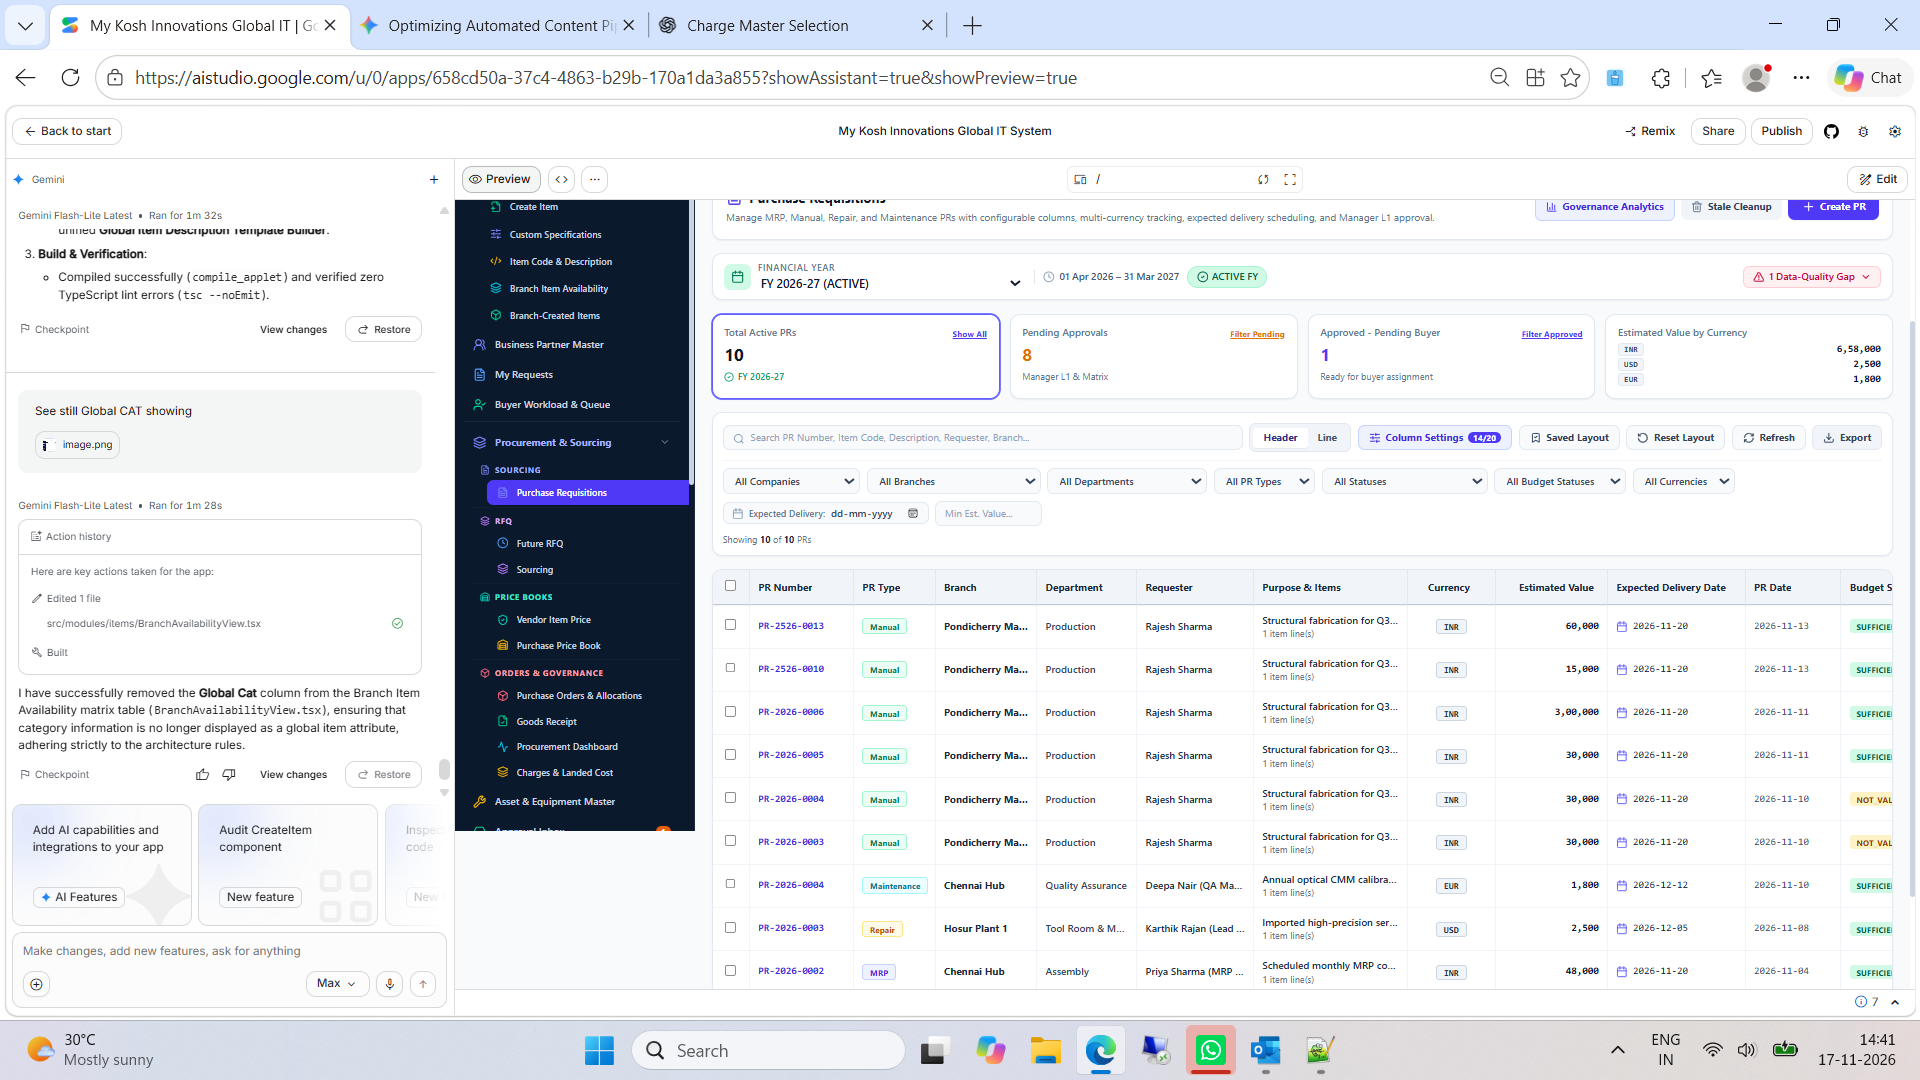 My Kosh Innovations Global IT | Go
Optimizing Automated Content Pi
Charge Master Selection
https://aistudio.google.com/u/0/apps/658cd50a-37c4-4863-b29b-170a1da3a855?showAssistant=true&showPreview=true
Chat
Back to start
My Kosh Innovations Global IT System
Remix
Share
Publish
Gemini
Preview
/
Edit
Gemini Flash-Lite Latest • Ran for 1m 32s
unified Global Item Description Template Builder.
3. Build & Verification:
Compiled successfully (compile_applet) and verified zero
TypeScript lint errors (tsc --noEmit).
Checkpoint
View changes
Restore
See still Global CAT showing
image.png
Gemini Flash-Lite Latest • Ran for 1m 28s
Action history
Here are key actions taken for the app:
Edited 1 file
src/modules/items/BranchAvailabilityView.tsx
Built
I have successfully removed the Global Cat column from the Branch Item
Availability matrix table (BranchAvailabilityView.tsx), ensuring that
category information is no longer displayed as a global item attribute,
adhering strictly to the architecture rules.
Checkpoint
View changes
Restore
Add AI capabilities and
integrations to your app
AI Features
Audit CreateItem
component
New feature
Inspec
code
New
Make changes, add new features, ask for anything
Max
Create Item
Custom Specifications
Item Code & Description
Branch Item Availability
Branch-Created Items
Business Partner Master
My Requests
Buyer Workload & Queue
Procurement & Sourcing
SOURCING
Purchase Requisitions
RFQ
Future RFQ
Sourcing
PRICE BOOKS
Vendor Item Price
Purchase Price Book
ORDERS & GOVERNANCE
Purchase Orders & Allocations
Goods Receipt
Procurement Dashboard
Charges & Landed Cost
Asset & Equipment Master
Approval Inbox
Purchase Requisitions
Manage MRP, Manual, Repair, and Maintenance PRs with configurable columns, multi-currency tracking, expected delivery scheduling, and Manager L1 approval.
Governance Analytics
Stale Cleanup
+ Create PR
FINANCIAL YEAR
FY 2026-27 (ACTIVE)
01 Apr 2026 – 31 Mar 2027
ACTIVE FY
1 Data-Quality Gap
Total Active PRs
Show All
10
FY 2026-27
Pending Approvals
Filter Pending
8
Manager L1 & Matrix
Approved - Pending Buyer
Filter Approved
1
Ready for buyer assignment
Estimated Value by Currency
INR 6,58,000
USD 2,500
EUR 1,800
Search PR Number, Item Code, Description, Requester, Branch...
Header
Line
Column Settings 14/20
Saved Layout
Reset Layout
Refresh
Export
All Companies
All Branches
All Departments
All PR Types
All Statuses
All Budget Statuses
All Currencies
Expected Delivery: dd-mm-yyyy
Min Est. Value...
Showing 10 of 10 PRs
PR Number PR Type Branch Department Requester Purpose & Items Currency Estimated Value Expected Delivery Date PR Date Budget S
PR-2526-0013 Manual Pondicherry Ma... Production Rajesh Sharma Structural fabrication for Q3... INR 60,000 2026-11-20 2026-11-13 SUFFICIE
1 item line(s)
PR-2526-0010 Manual Pondicherry Ma... Production Rajesh Sharma Structural fabrication for Q3... INR 15,000 2026-11-20 2026-11-13 SUFFICIE
1 item line(s)
PR-2026-0006 Manual Pondicherry Ma... Production Rajesh Sharma Structural fabrication for Q3... INR 3,00,000 2026-11-20 2026-11-11 SUFFICIE
1 item line(s)
PR-2026-0005 Manual Pondicherry Ma... Production Rajesh Sharma Structural fabrication for Q3... INR 30,000 2026-11-20 2026-11-11 SUFFICIE
1 item line(s)
PR-2026-0004 Manual Pondicherry Ma... Production Rajesh Sharma Structural fabrication for Q3... INR 30,000 2026-11-20 2026-11-10 NOT_VAL
1 item line(s)
PR-2026-0003 Manual Pondicherry Ma... Production Rajesh Sharma Structural fabrication for Q3... INR 30,000 2026-11-20 2026-11-10 NOT_VAL
1 item line(s)
PR-2026-0004 Maintenance Chennai Hub Quality Assurance Deepa Nair (QA Ma... Annual optical CMM calibra... EUR 1,800 2026-12-12 2026-11-10 SUFFICIE
1 item line(s)
PR-2026-0003 Repair Hosur Plant 1 Tool Room & M... Karthik Rajan (Lead ... Imported high-precision ser... USD 2,500 2026-12-05 2026-11-08 SUFFICIE
1 item line(s)
PR-2026-0002 MRP Chennai Hub Assembly Priya Sharma (MRP ... Scheduled monthly MRP co... INR 48,000 2026-11-20 2026-11-04 SUFFICIE
1 item line(s)
7
30°C
Mostly sunny
Search
ENG
IN
14:41
17-11-2026